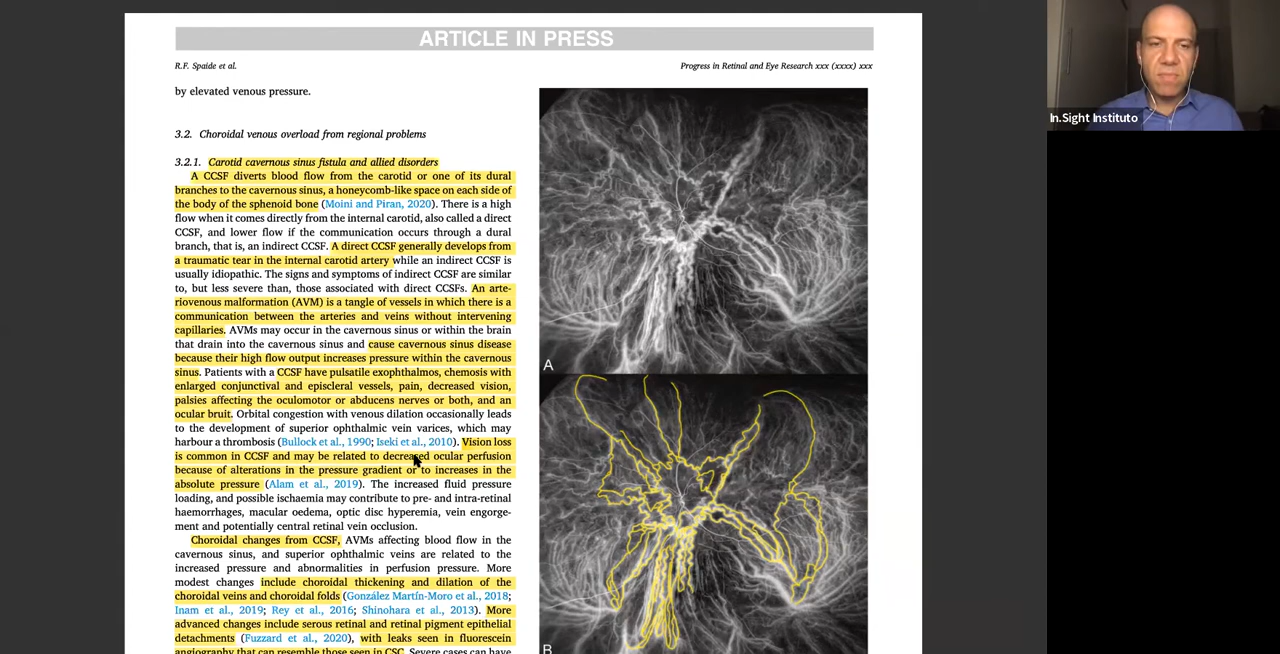 ARTICLE IN PRESS
R.F. Spaide et al.
Progress in Retinal and Eye Research xxx (xxxx) xxx
by elevated venous pressure.
3.2. Choroidal venous overload from regional problems
3.2.1. Carotid cavernous sinus fistula and allied disorders
A CCSF diverts blood flow from the carotid or one of its dural
branches to the cavernous sinus, a honeycomb-like space on each side of
the body of the sphenoid bone (Moini and Piran, 2020). There is a high
flow when it comes directly from the internal carotid, also called a direct
CCSF, and lower flow if the communication occurs through a dural
branch, that is, an indirect CCSF. A direct CCSF generally develops from
a traumatic tear in the internal carotid artery while an indirect CCSF is
usually idiopathic. The signs and symptoms of indirect CCSF are similar
to, but less severe than, those associated with direct CCSFs. An arte-
riovenous malformation (AVM) is a tangle of vessels in which there is a
communication between the arteries and veins without intervening
capillaries. AVMs may occur in the cavernous sinus or within the brain
that drain into the cavernous sinus and cause cavernous sinus disease
because their high flow output increases pressure within the cavernous
sinus. Patients with a CCSF have pulsatile exophthalmos, chemosis with
enlarged conjunctival and episcleral vessels, pain, decreased vision,
palsies affecting the oculomotor or abducens nerves or both, and an
ocular bruit. Orbital congestion with venous dilation occasionally leads
to the development of superior ophthalmic vein varices, which may
harbour a thrombosis (Bullock et al., 1990; Iseki et al., 2010). Vision loss
is common in CCSF and may be related to decreased ocular perfusion
because of alterations in the pressure gradient or to increases in the
absolute pressure (Alam et al., 2019). The increased fluid pressure
loading, and possible ischaemia may contribute to pre- and intra-retinal
haemorrhages, macular oedema, optic disc hyperemia, vein engorge-
ment and potentially central retinal vein occlusion.
Choroidal changes from CCSF, AVMs affecting blood flow in the
cavernous sinus, and superior ophthalmic veins are related to the
increased pressure and abnormalities in perfusion pressure. More
modest changes include choroidal thickening and dilation of the
choroidal veins and choroidal folds (González Martín-Moro et al., 2018;
Inam et al., 2019; Rey et al., 2016; Shinohara et al., 2013). More
advanced changes include serous retinal and retinal pigment epithelial
detachments (Fuzzard et al., 2020), with leaks seen in fluorescein
angiography that can resemble those seen in CSC. Severe cases can have
A
B
In.Sight Instituto